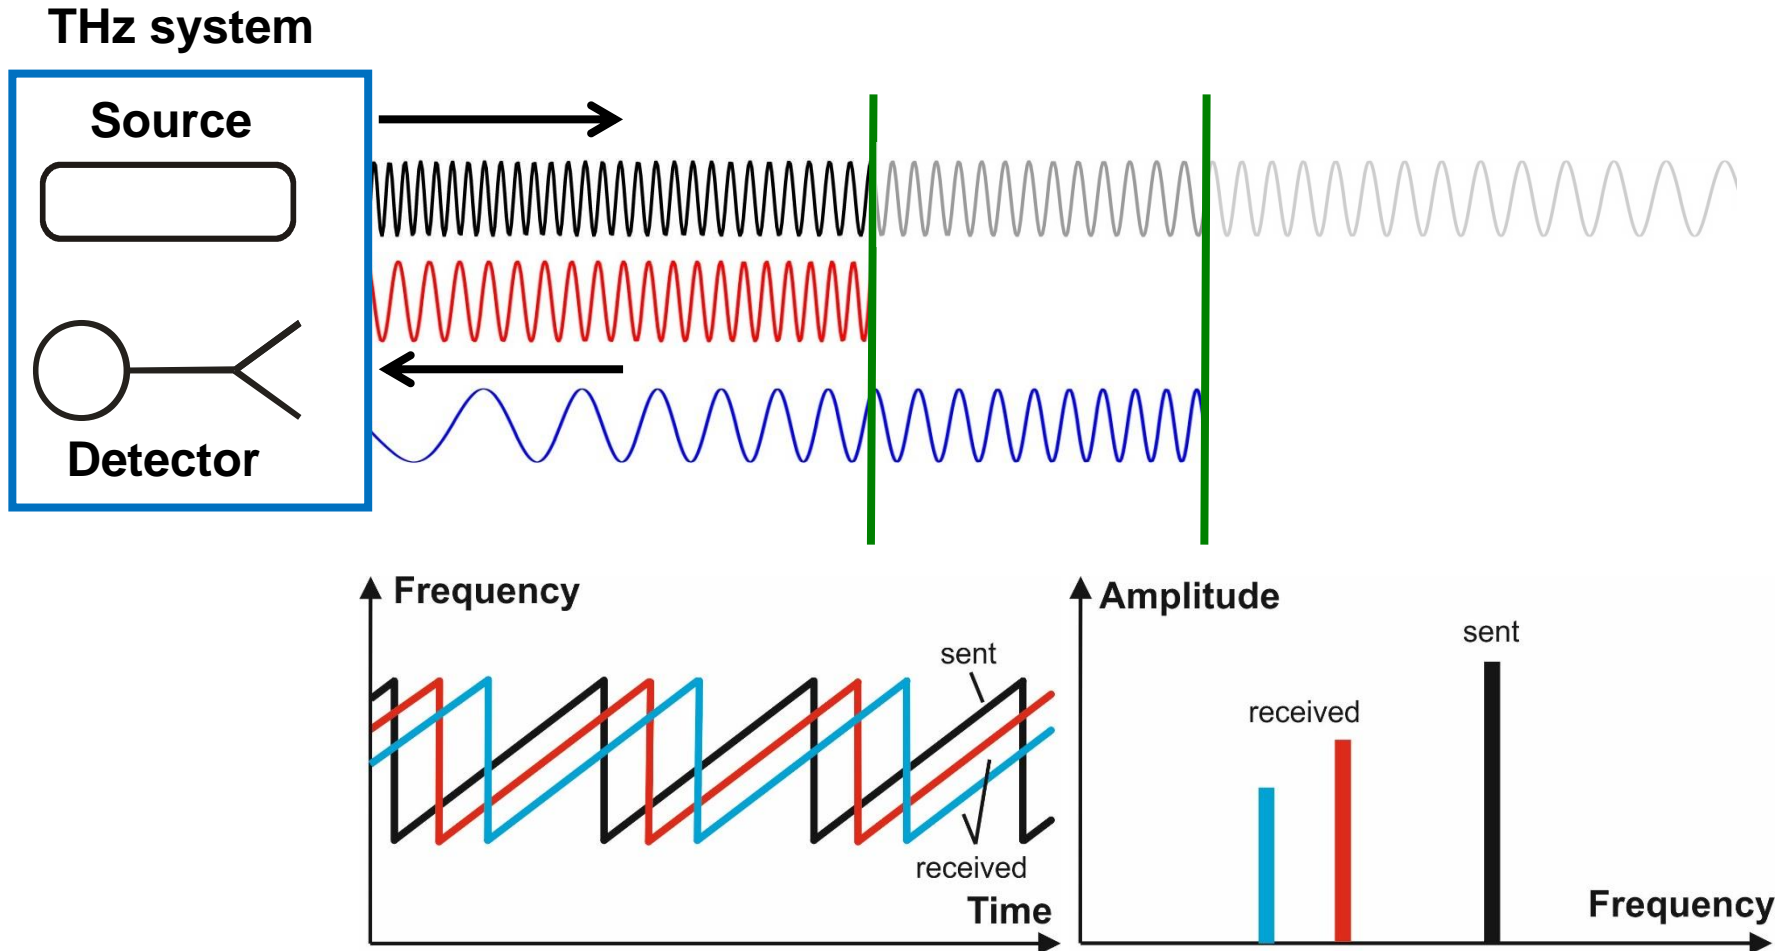 THz system
Source
Detector
Frequency
sent
received
Time
Amplitude
sent
received
Frequency